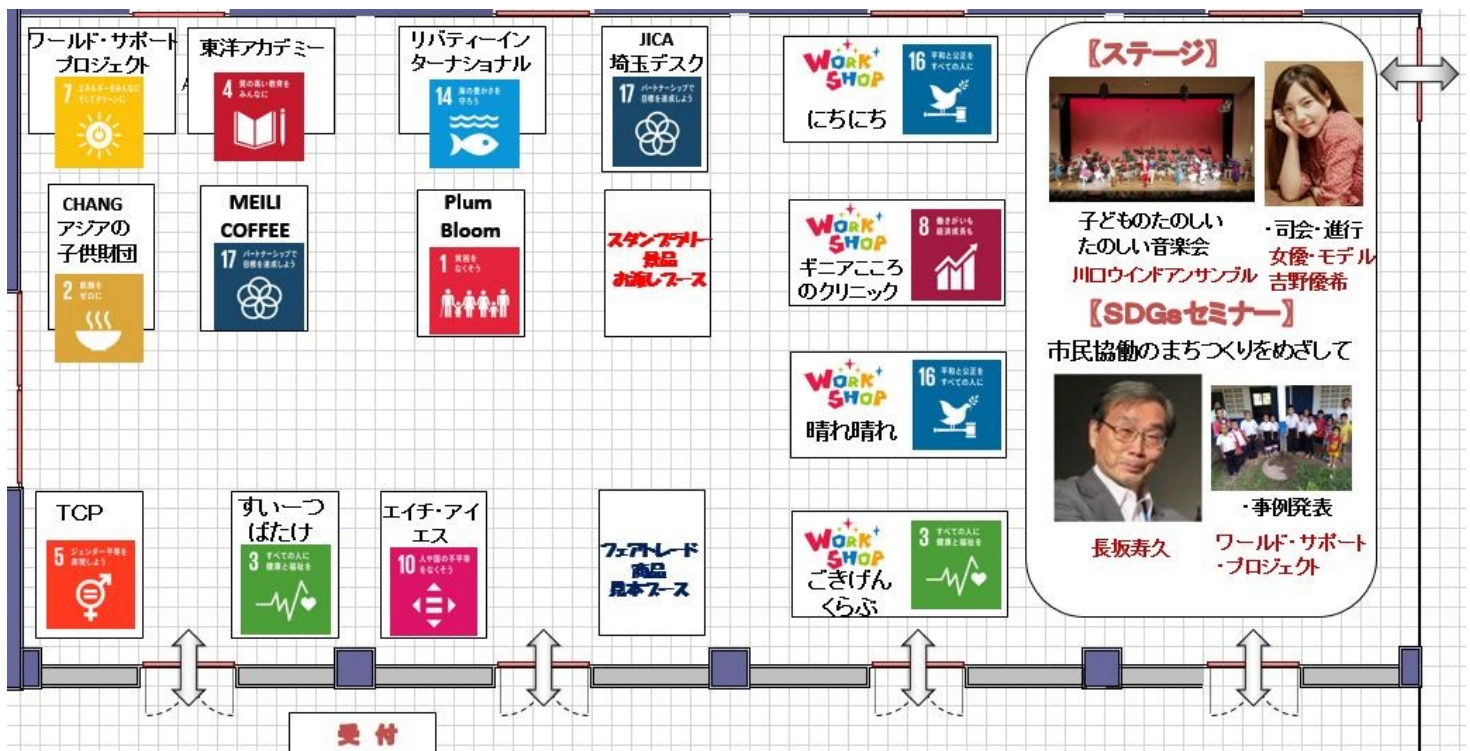 ワールド・サポート
プロジェクト
7 エネルギーをみんなに
そしてクリーンに
東洋アカデミー
4 質の高い教育を
みんなに
リバティーイン
ターナショナル
14 海の豊かさを
守ろう
JICA
埼玉デスク
17 パートナーシップで
目標を達成しよう
WORK
SHOP
にちにち
16 平和と公正を
すべての人に
CHANG
アジアの
子供財団
2 飢餓を
ゼロに
MEILI
COFFEE
17 パートナーシップで
目標を達成しよう
Plum
Bloom
1 貧困を
なくそう
スタンプラリー
景品
お渡しブース
WORK
SHOP
ギニアこころ
のクリニック
8 働きがいも
経済成長も
WORK
SHOP
晴れ晴れ
16 平和と公正を
すべての人に
TCP
5 ジェンダー平等を
実現しよう
すいーつ
ばたけ
3 すべての人に
健康と福祉を
エイチ・アイ
エス
10 人や国の不平等
をなくそう
フェアトレード
商品
見本ブース
WORK
SHOP
ごきげん
くらぶ
3 すべての人に
健康と福祉を
【ステージ】
子どものたのしい
たのしい音楽会
川口ウインドアンサンブル
・司会・進行
女優・モデル
吉野優希
【SDGsセミナー】
市民協働のまちつくりをめざして
長坂寿久
・事例発表
ワールド・サポート
・プロジェクト
受付